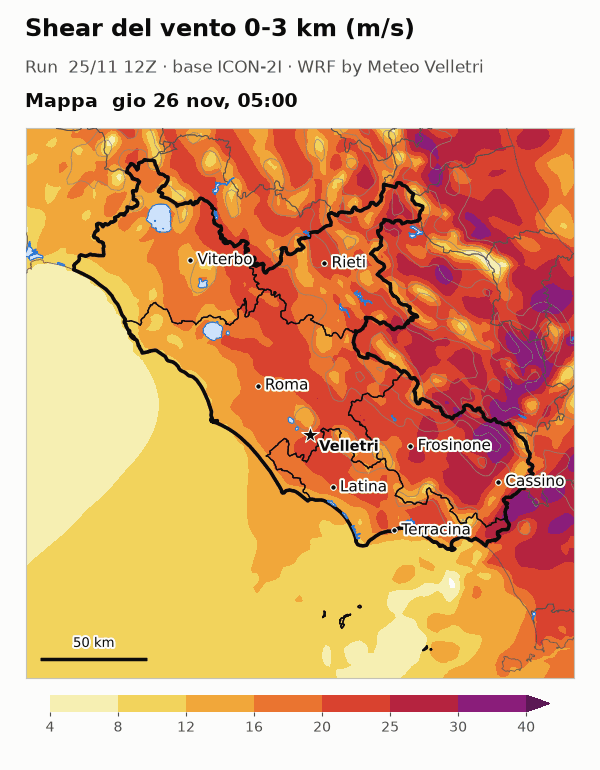 Shear del vento 0-3 km (m/s)
Run  25/11 12Z · base ICON-2I · WRF by Meteo Velletri
Mappa  gio 26 nov, 05:00
Viterbo
Rieti
Roma
Velletri
Frosinone
Latina
Cassino
Terracina
50 km
4 8 12 16 20 25 30 40